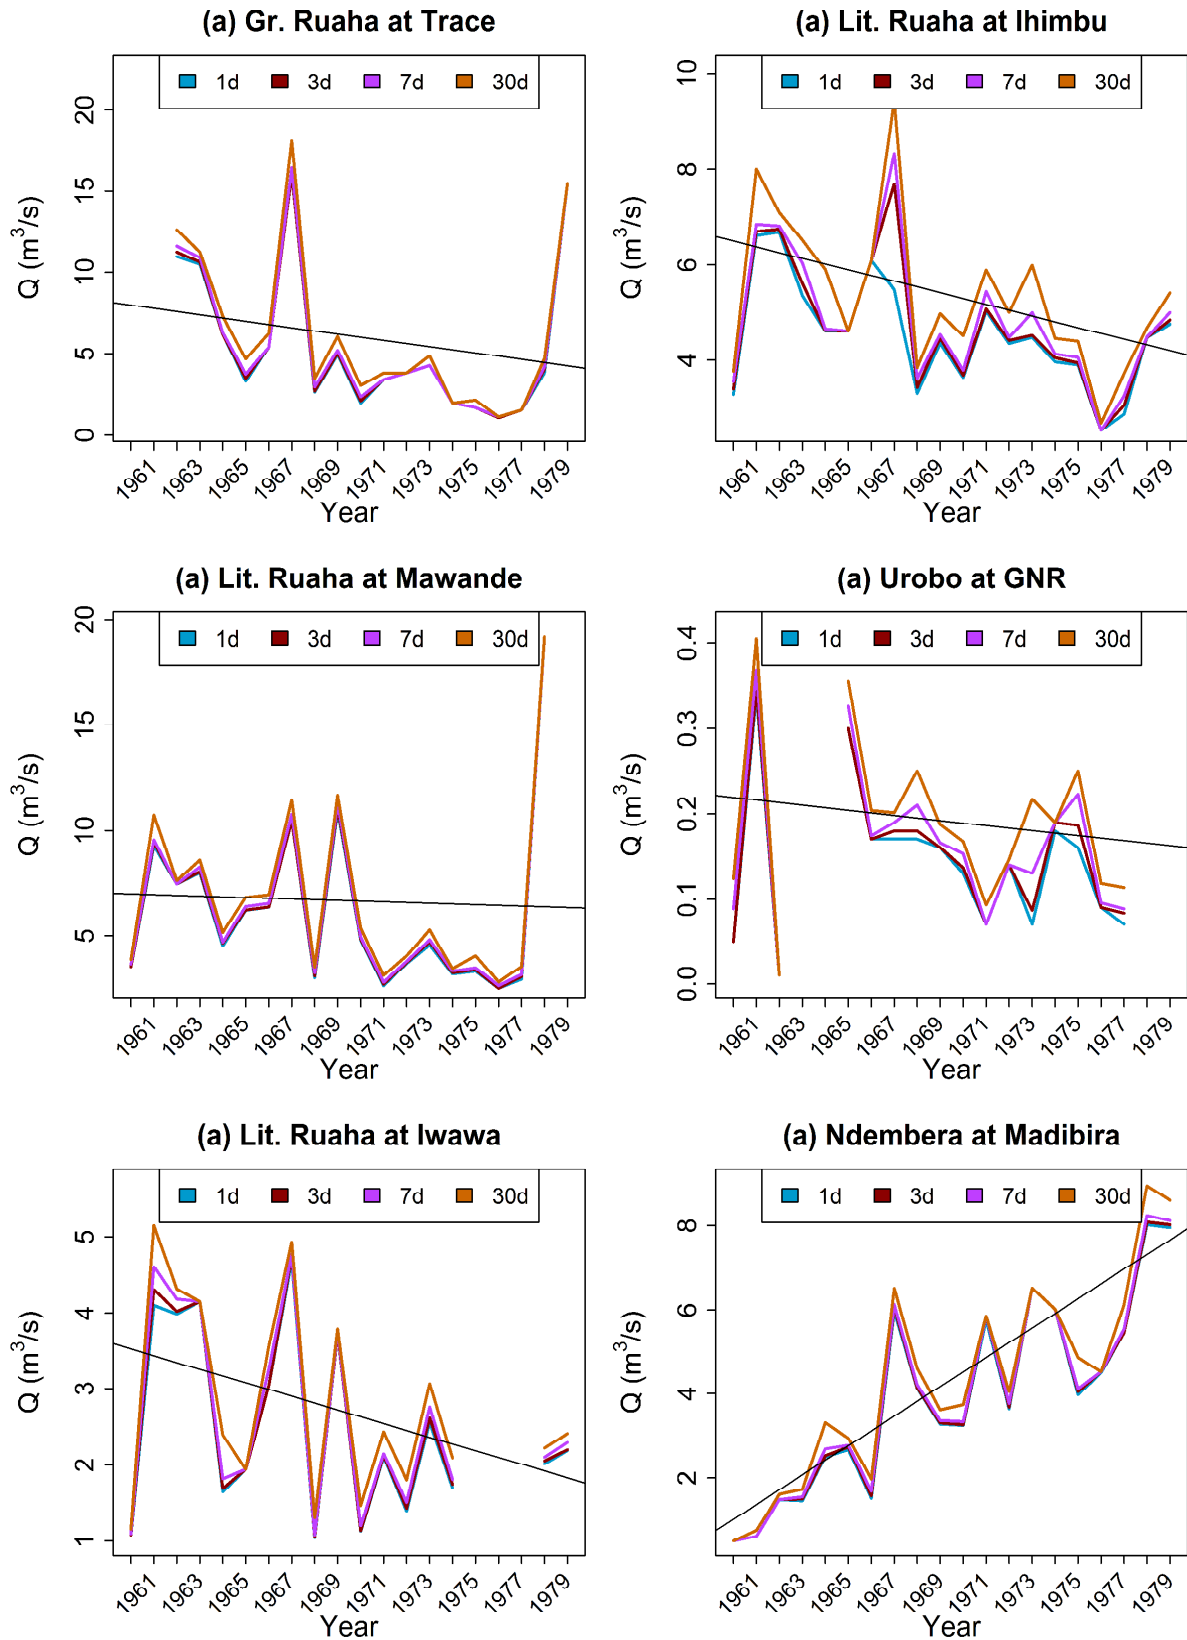 (a) Gr. Ruaha at Trace
1d 3d 7d 30d
Q (m³/s)
20
15
10
5
0
1961 1963 1965 1967 1969 1971 1973 1975 1977 1979
Year
(a) Lit. Ruaha at Ihimbu
1d 3d 7d 30d
Q (m³/s)
10
8
6
4
1961 1963 1965 1967 1969 1971 1973 1975 1977 1979
Year
(a) Lit. Ruaha at Mawande
1d 3d 7d 30d
Q (m³/s)
20
15
10
5
1961 1963 1965 1967 1969 1971 1973 1975 1977 1979
Year
(a) Urobo at GNR
1d 3d 7d 30d
Q (m³/s)
0.4
0.3
0.2
0.1
0.0
1961 1963 1965 1967 1969 1971 1973 1975 1977 1979
Year
(a) Lit. Ruaha at Iwawa
1d 3d 7d 30d
Q (m³/s)
5
4
3
2
1
1961 1963 1965 1967 1969 1971 1973 1975 1977 1979
Year
(a) Ndembera at Madibira
1d 3d 7d 30d
Q (m³/s)
8
6
4
2
1961 1963 1965 1967 1969 1971 1973 1975 1977 1979
Year